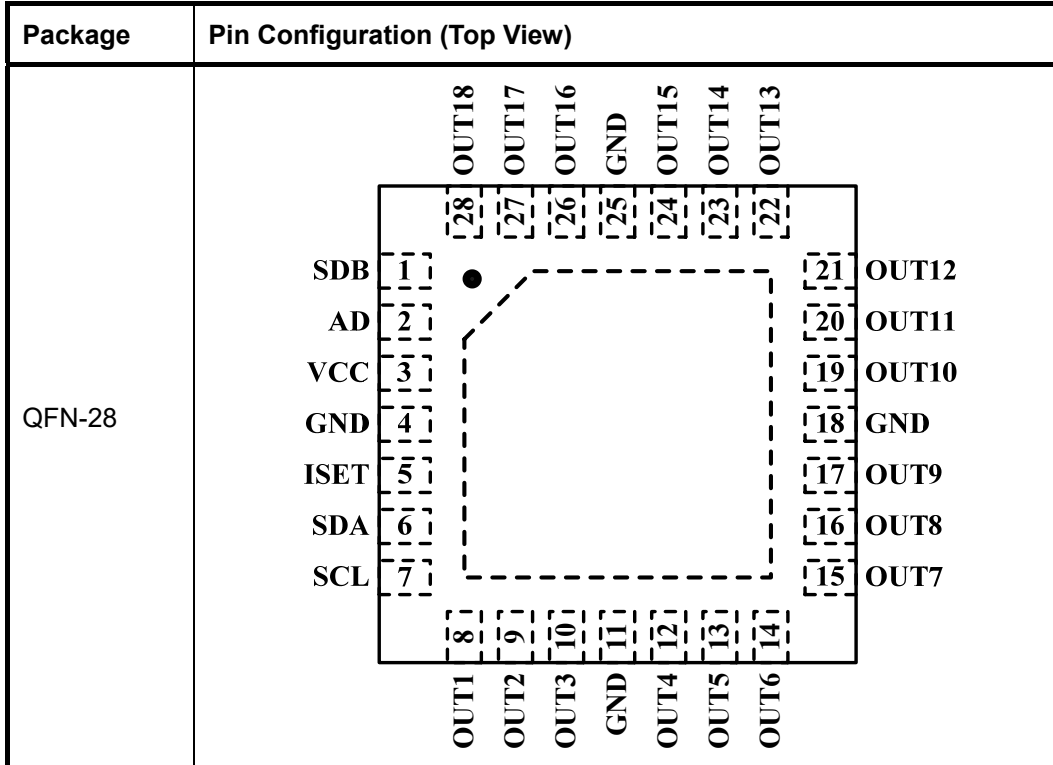 Package Pin Configuration (Top View)
QFN-28
OUT18 OUT17 OUT16 GND OUT15 OUT14 OUT13
28 27 26 25 24 23 22
SDB 1 21 OUT12
AD 2 20 OUT11
VCC 3 19 OUT10
GND 4 18 GND
ISET 5 17 OUT9
SDA 6 16 OUT8
SCL 7 15 OUT7
8 9 10 11 12 13 14
OUT1 OUT2 OUT3 GND OUT4 OUT5 OUT6